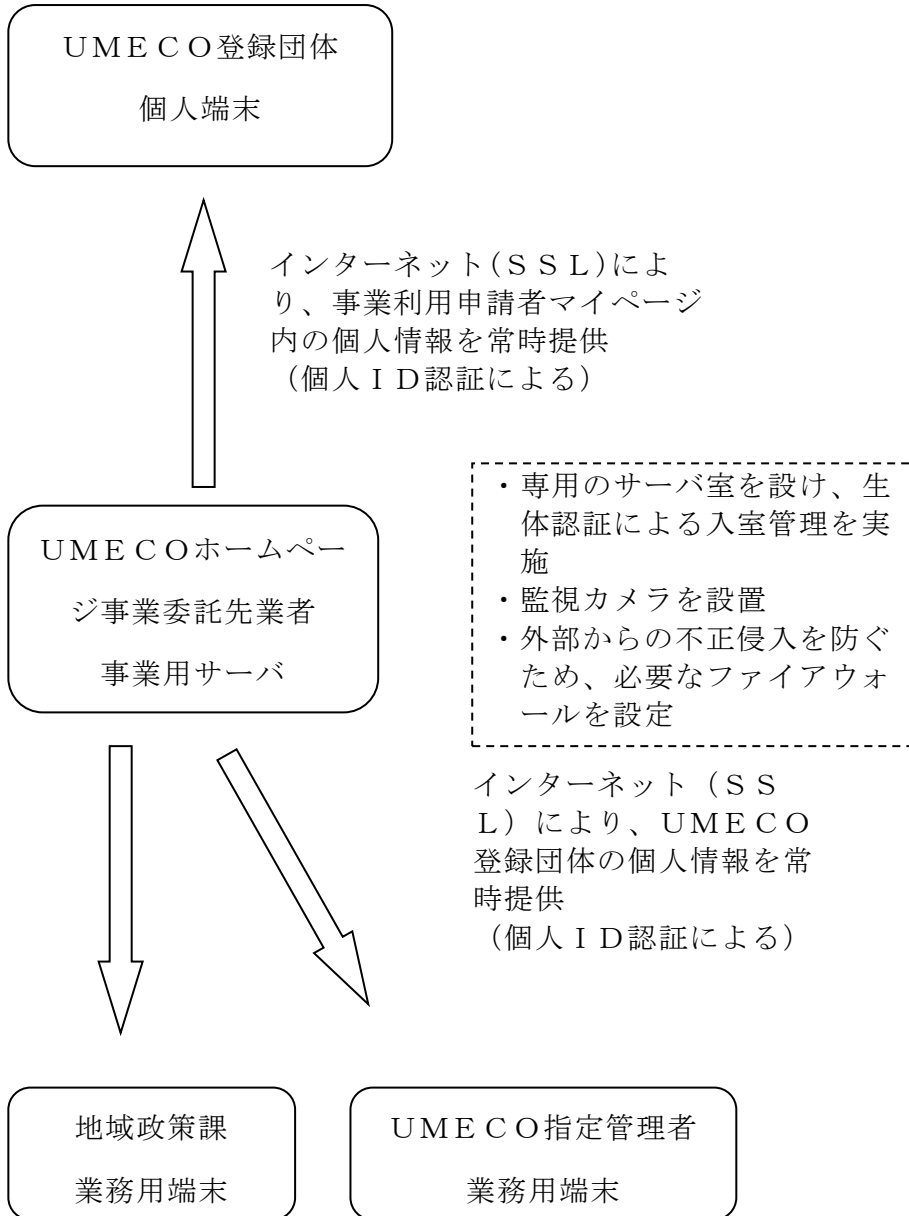 UMECO登録団体
個人端末
インターネット(SSL)によ
り、事業利用申請者マイページ
内の個人情報を常時提供
(個人ID認証による)
・専用のサーバ室を設け、生
体認証による入室管理を実
施
・監視カメラを設置
・外部からの不正侵入を防ぐ
ため、必要なファイアウォ
ールを設定
UMECOホームペー
ジ事業委託先業者
事業用サーバ
インターネット(SS
L)により、UMECO
登録団体の個人情報を常
時提供
(個人ID認証による)
地域政策課
業務用端末
UMECO指定管理者
業務用端末